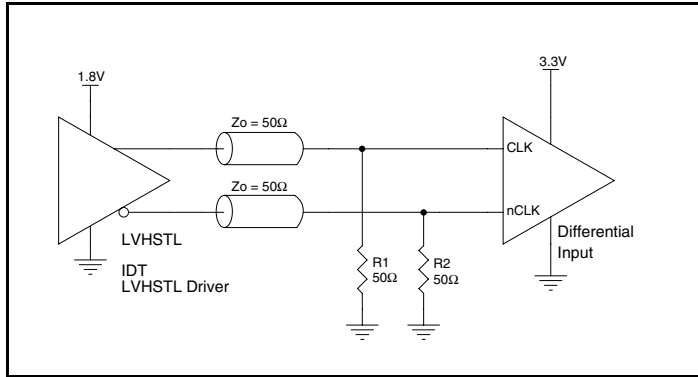 1.8V
3.3V
Zo = 50Ω
CLK
Zo = 50Ω
nCLK
LVHSTL
IDT
LVHSTL Driver
R1
50Ω
R2
50Ω
Differential
Input